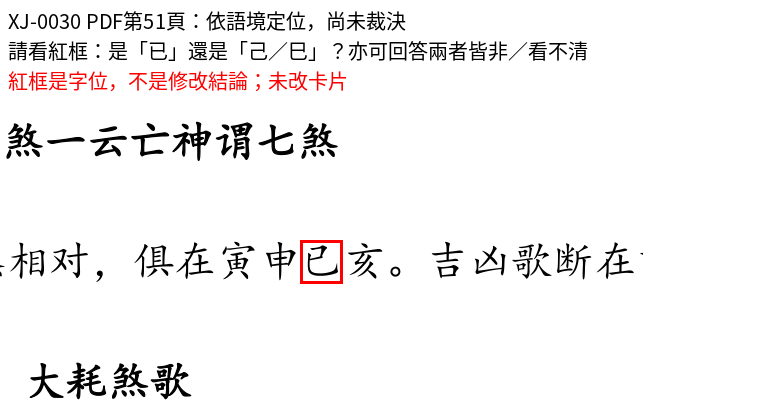 XJ-0030 PDF第51頁：依語境定位，尚未裁決
請看紅框：是「已」還是「己／巳」？亦可回答兩者皆非／看不清
紅框是字位，不是修改結論；未改卡片
煞一云亡神谓七煞
相对，俱在寅申已亥。吉凶歌断在
大耗煞歌